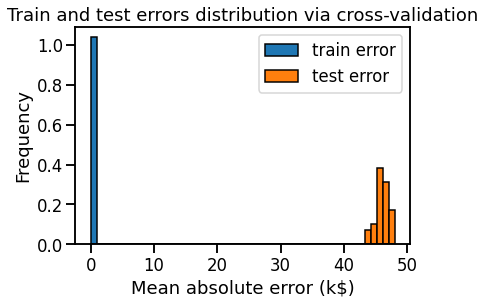 Train and test errors distribution via cross-validation
train error
test error
Frequency
1.0
0.8
0.6
0.4
0.2
0.0
0 10 20 30 40 50
Mean absolute error (k$)